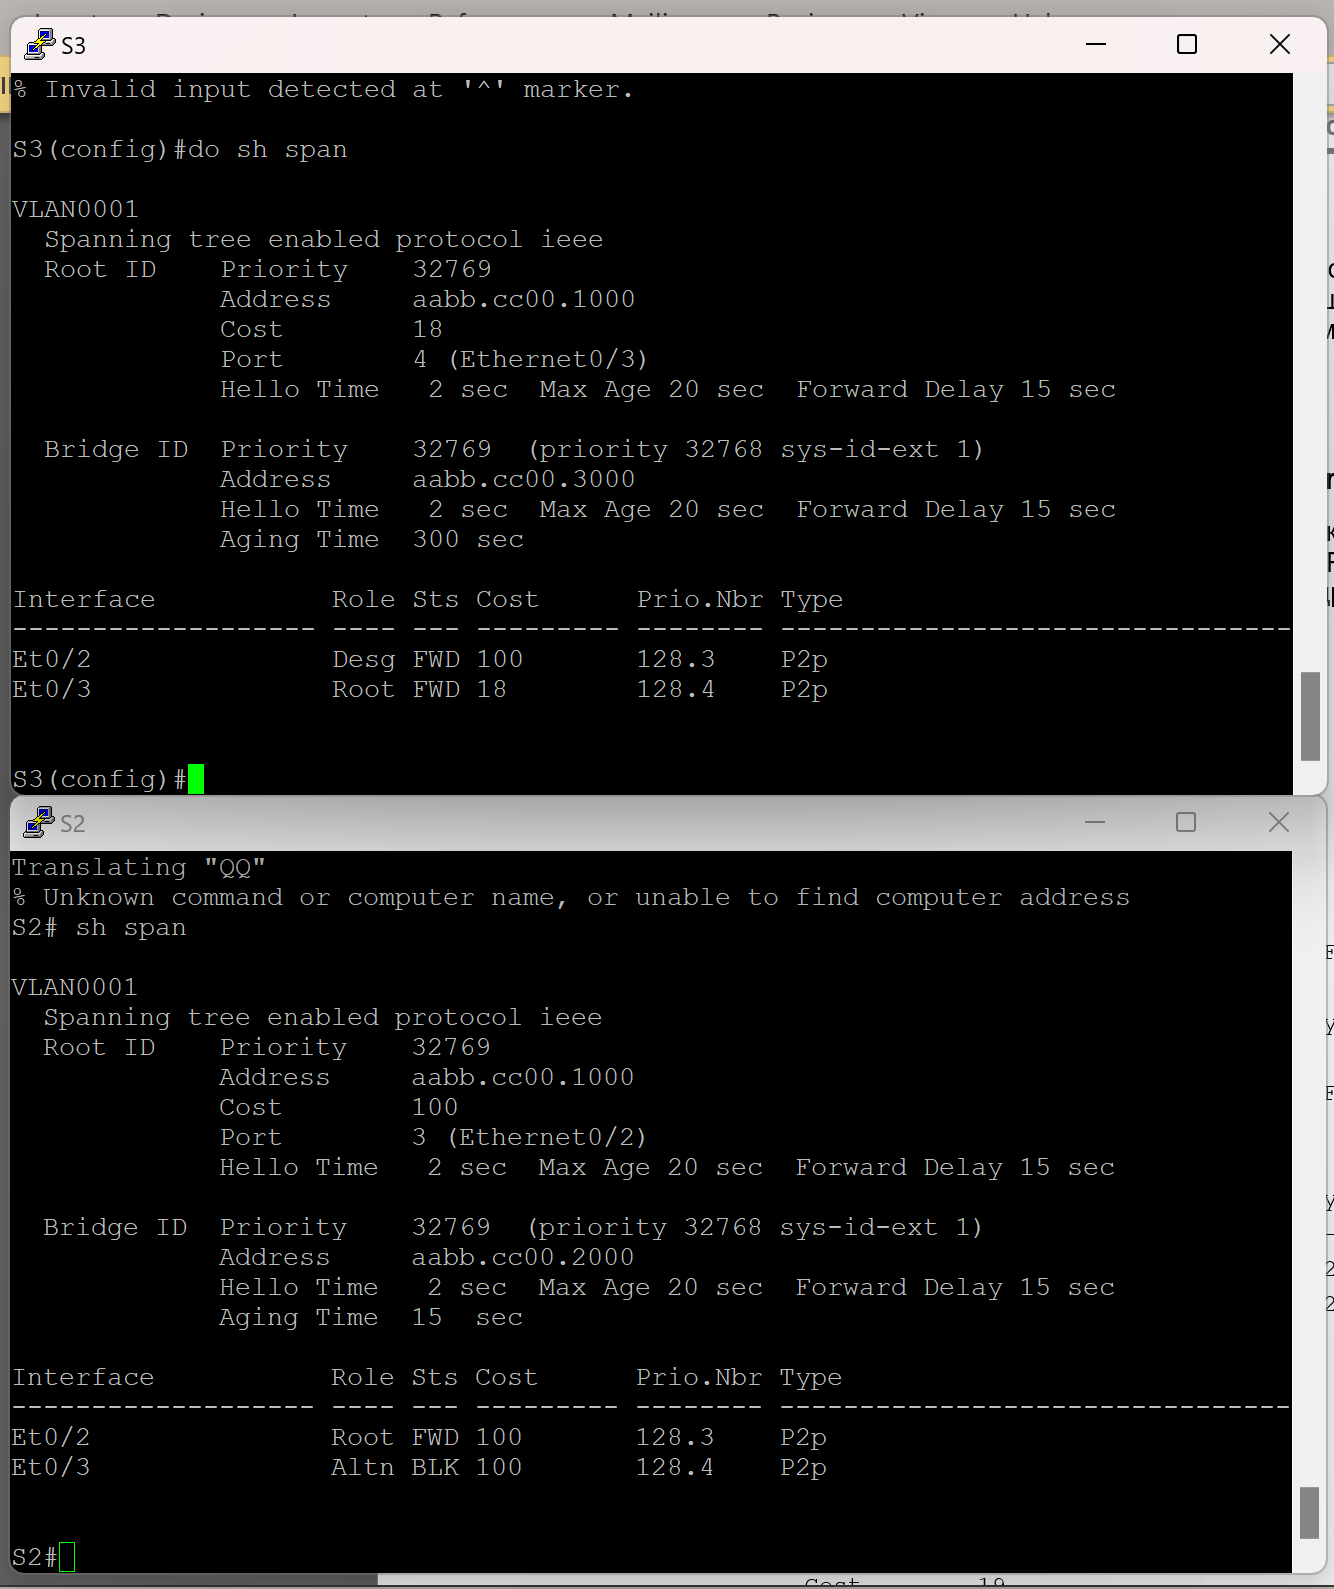 S3
% Invalid input detected at '^' marker.
S3(config)#do sh span
VLAN0001
  Spanning tree enabled protocol ieee
  Root ID    Priority    32769
             Address     aabb.cc00.1000
             Cost        18
             Port        4 (Ethernet0/3)
             Hello Time   2 sec  Max Age 20 sec  Forward Delay 15 sec
  Bridge ID  Priority    32769  (priority 32768 sys-id-ext 1)
             Address     aabb.cc00.3000
             Hello Time   2 sec  Max Age 20 sec  Forward Delay 15 sec
             Aging Time  300 sec
Interface           Role Sts Cost      Prio.Nbr Type
------------------- ---- --- --------- -------- --------------------------------
Et0/2               Desg FWD 100       128.3    P2p
Et0/3               Root FWD 18        128.4    P2p
S3(config)#
S2
Translating "QQ"
% Unknown command or computer name, or unable to find computer address
S2# sh span
VLAN0001
  Spanning tree enabled protocol ieee
  Root ID    Priority    32769
             Address     aabb.cc00.1000
             Cost        100
             Port        3 (Ethernet0/2)
             Hello Time   2 sec  Max Age 20 sec  Forward Delay 15 sec
  Bridge ID  Priority    32769  (priority 32768 sys-id-ext 1)
             Address     aabb.cc00.2000
             Hello Time   2 sec  Max Age 20 sec  Forward Delay 15 sec
             Aging Time  15  sec
Interface           Role Sts Cost      Prio.Nbr Type
------------------- ---- --- --------- -------- --------------------------------
Et0/2               Root FWD 100       128.3    P2p
Et0/3               Altn BLK 100       128.4    P2p
S2#